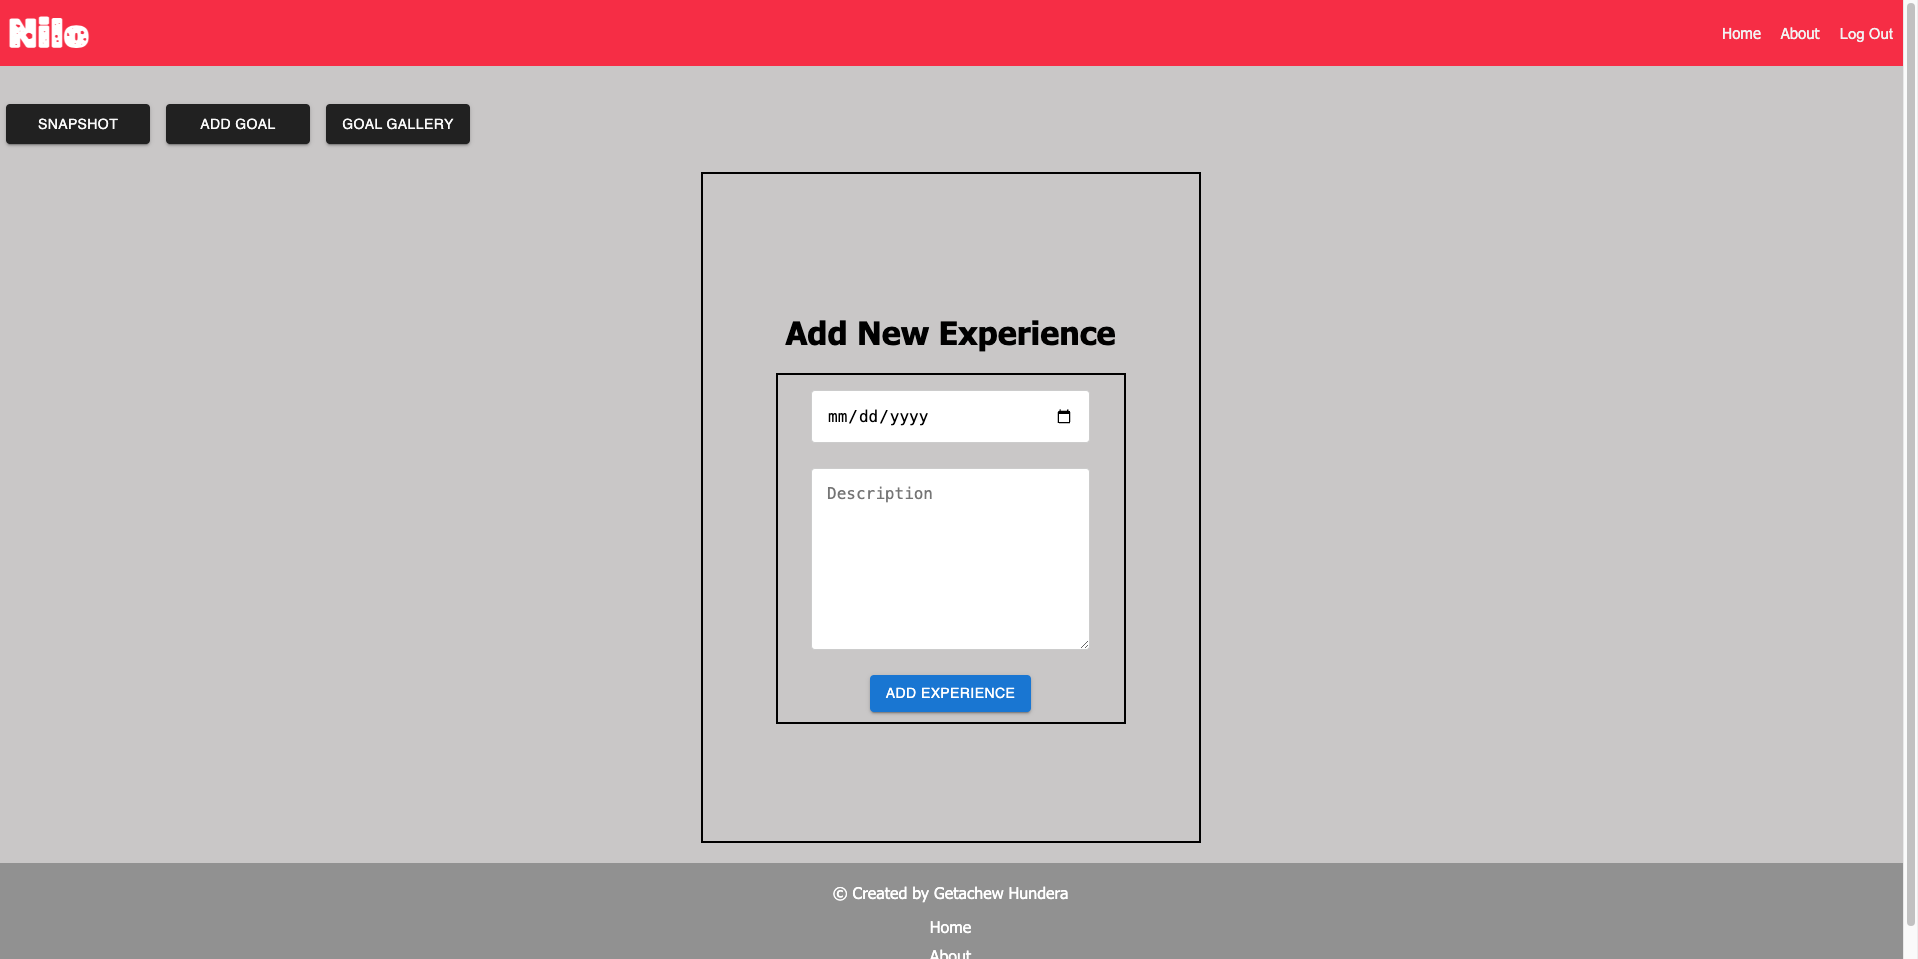 Nilo
Home About Log Out
SNAPSHOT ADD GOAL GOAL GALLERY
Add New Experience
mm/dd/yyyy
Description
ADD EXPERIENCE
© Created by Getachew Hundera
Home
About